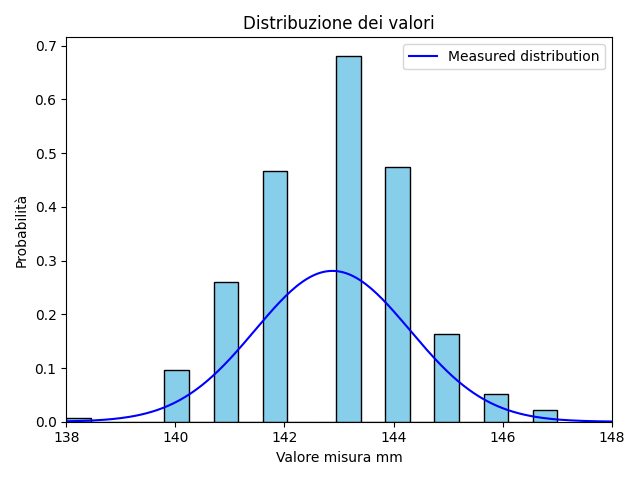 Distribuzione dei valori
Measured distribution
Probabilità
0.7
0.6
0.5
0.4
0.3
0.2
0.1
0.0
138 140 142 144 146 148
Valore misura mm